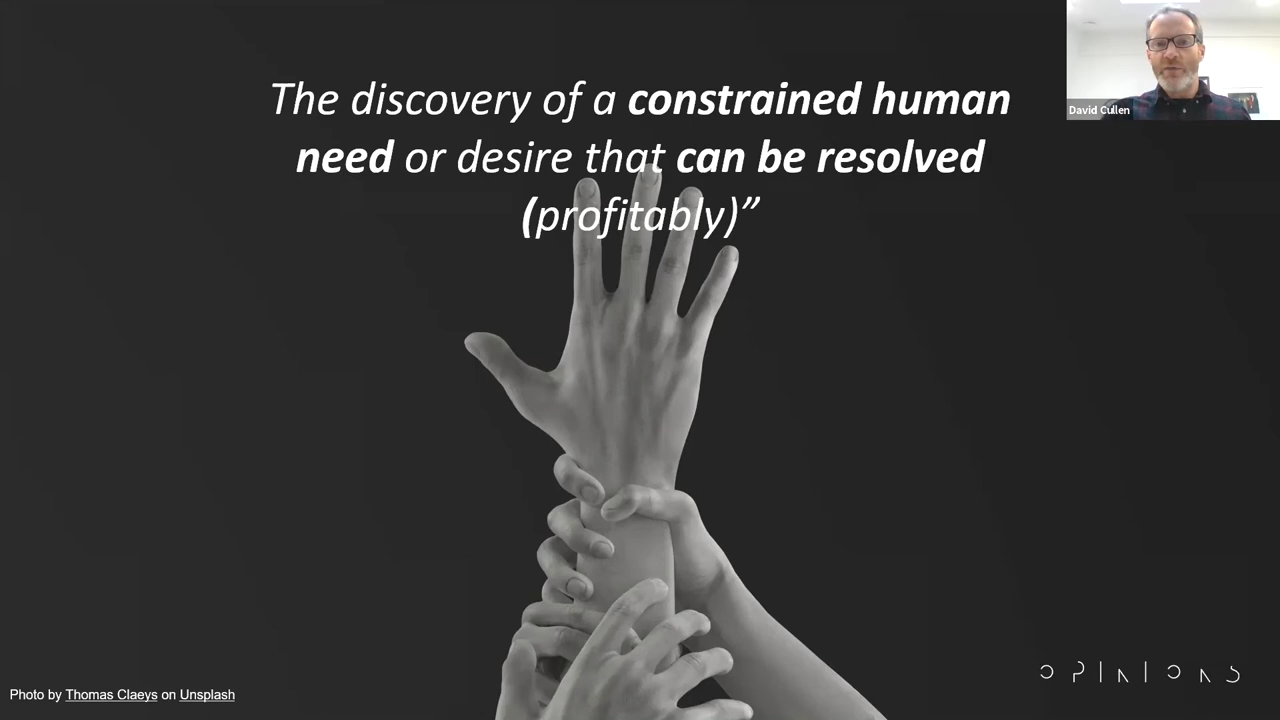 The discovery of a constrained human
need or desire that can be resolved
(profitably)”
David Cullen
Photo by Thomas Claeys on Unsplash
OPINIONS